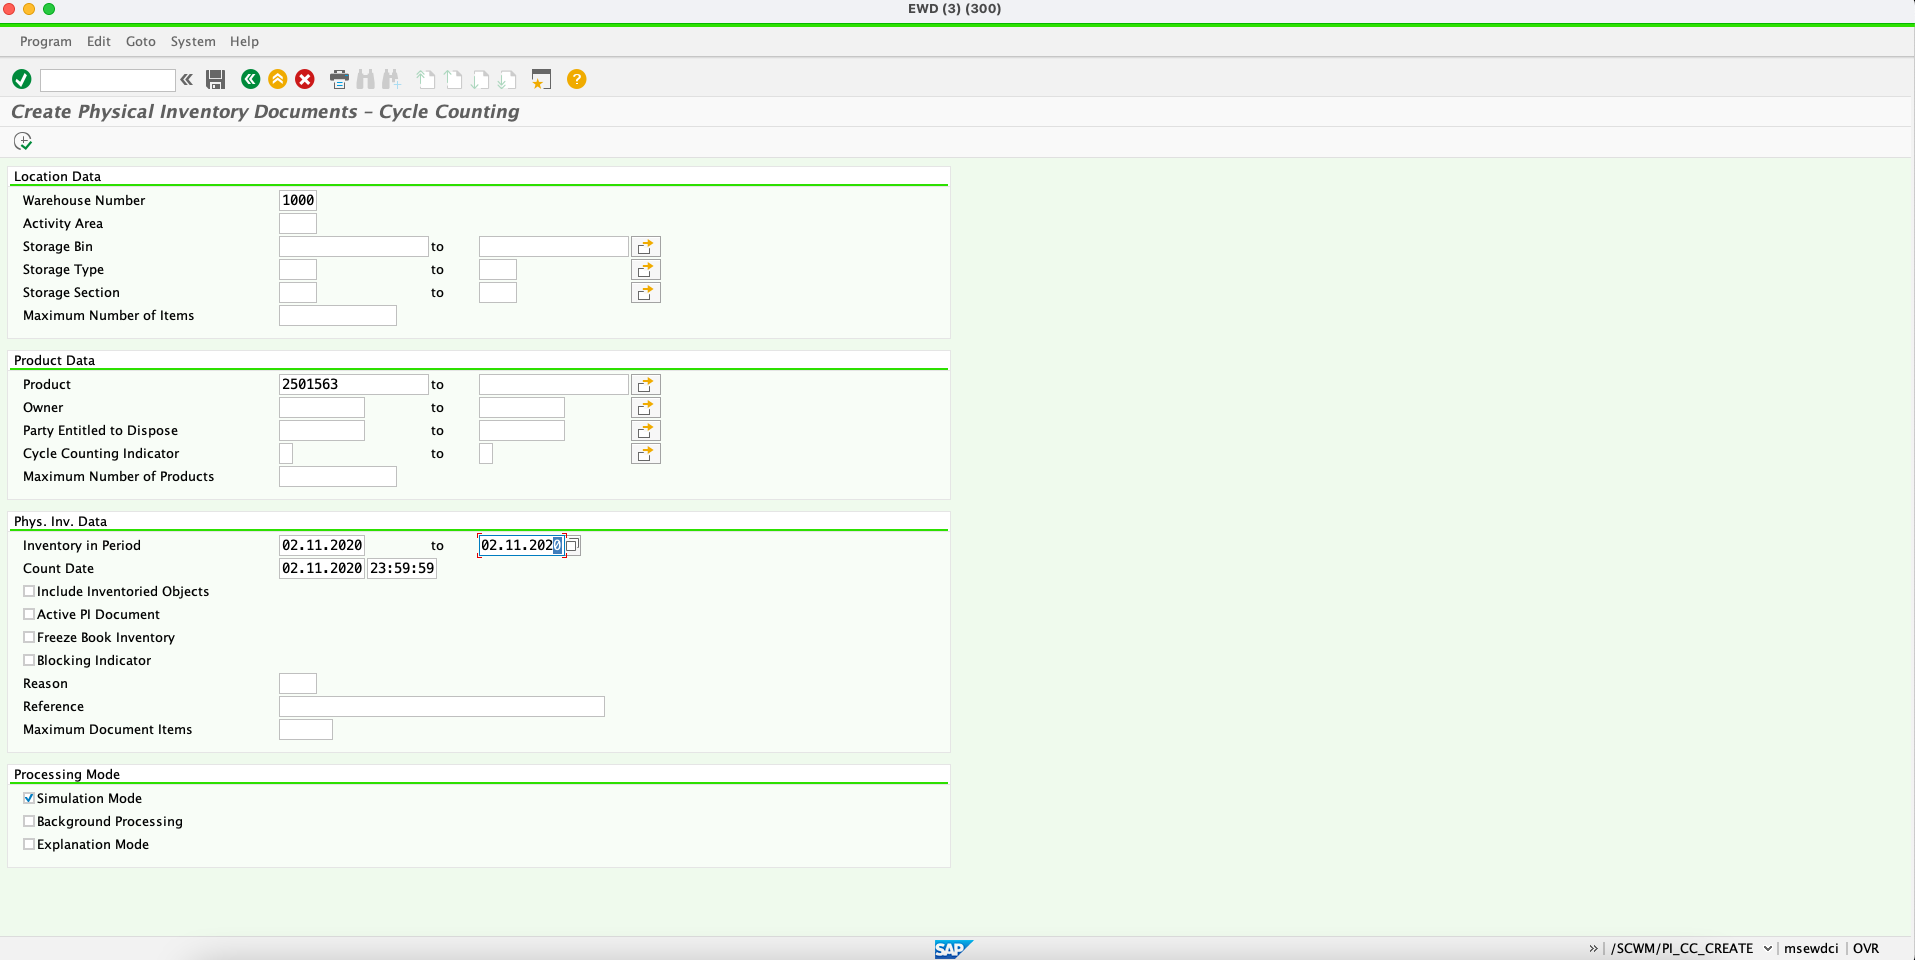 EWD (3) (300)
Program Edit Goto System Help
Create Physical Inventory Documents - Cycle Counting
Location Data
Warehouse Number 1000
Activity Area
Storage Bin to
Storage Type to
Storage Section to
Maximum Number of Items
Product Data
Product 2501563 to
Owner to
Party Entitled to Dispose to
Cycle Counting Indicator to
Maximum Number of Products
Phys. Inv. Data
Inventory in Period 02.11.2020 to 02.11.2020
Count Date 02.11.2020 23:59:59
Include Inventoried Objects
Active PI Document
Freeze Book Inventory
Blocking Indicator
Reason
Reference
Maximum Document Items
Processing Mode
Simulation Mode
Background Processing
Explanation Mode
SAP » /SCWM/PI_CC_CREATE msewdci OVR